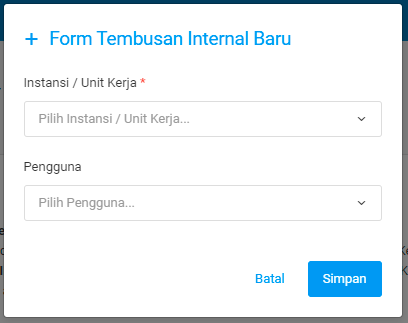 + Form Tembusan Internal Baru
Instansi / Unit Kerja *
Pilih Instansi / Unit Kerja...
Pengguna
Pilih Pengguna...
Batal Simpan